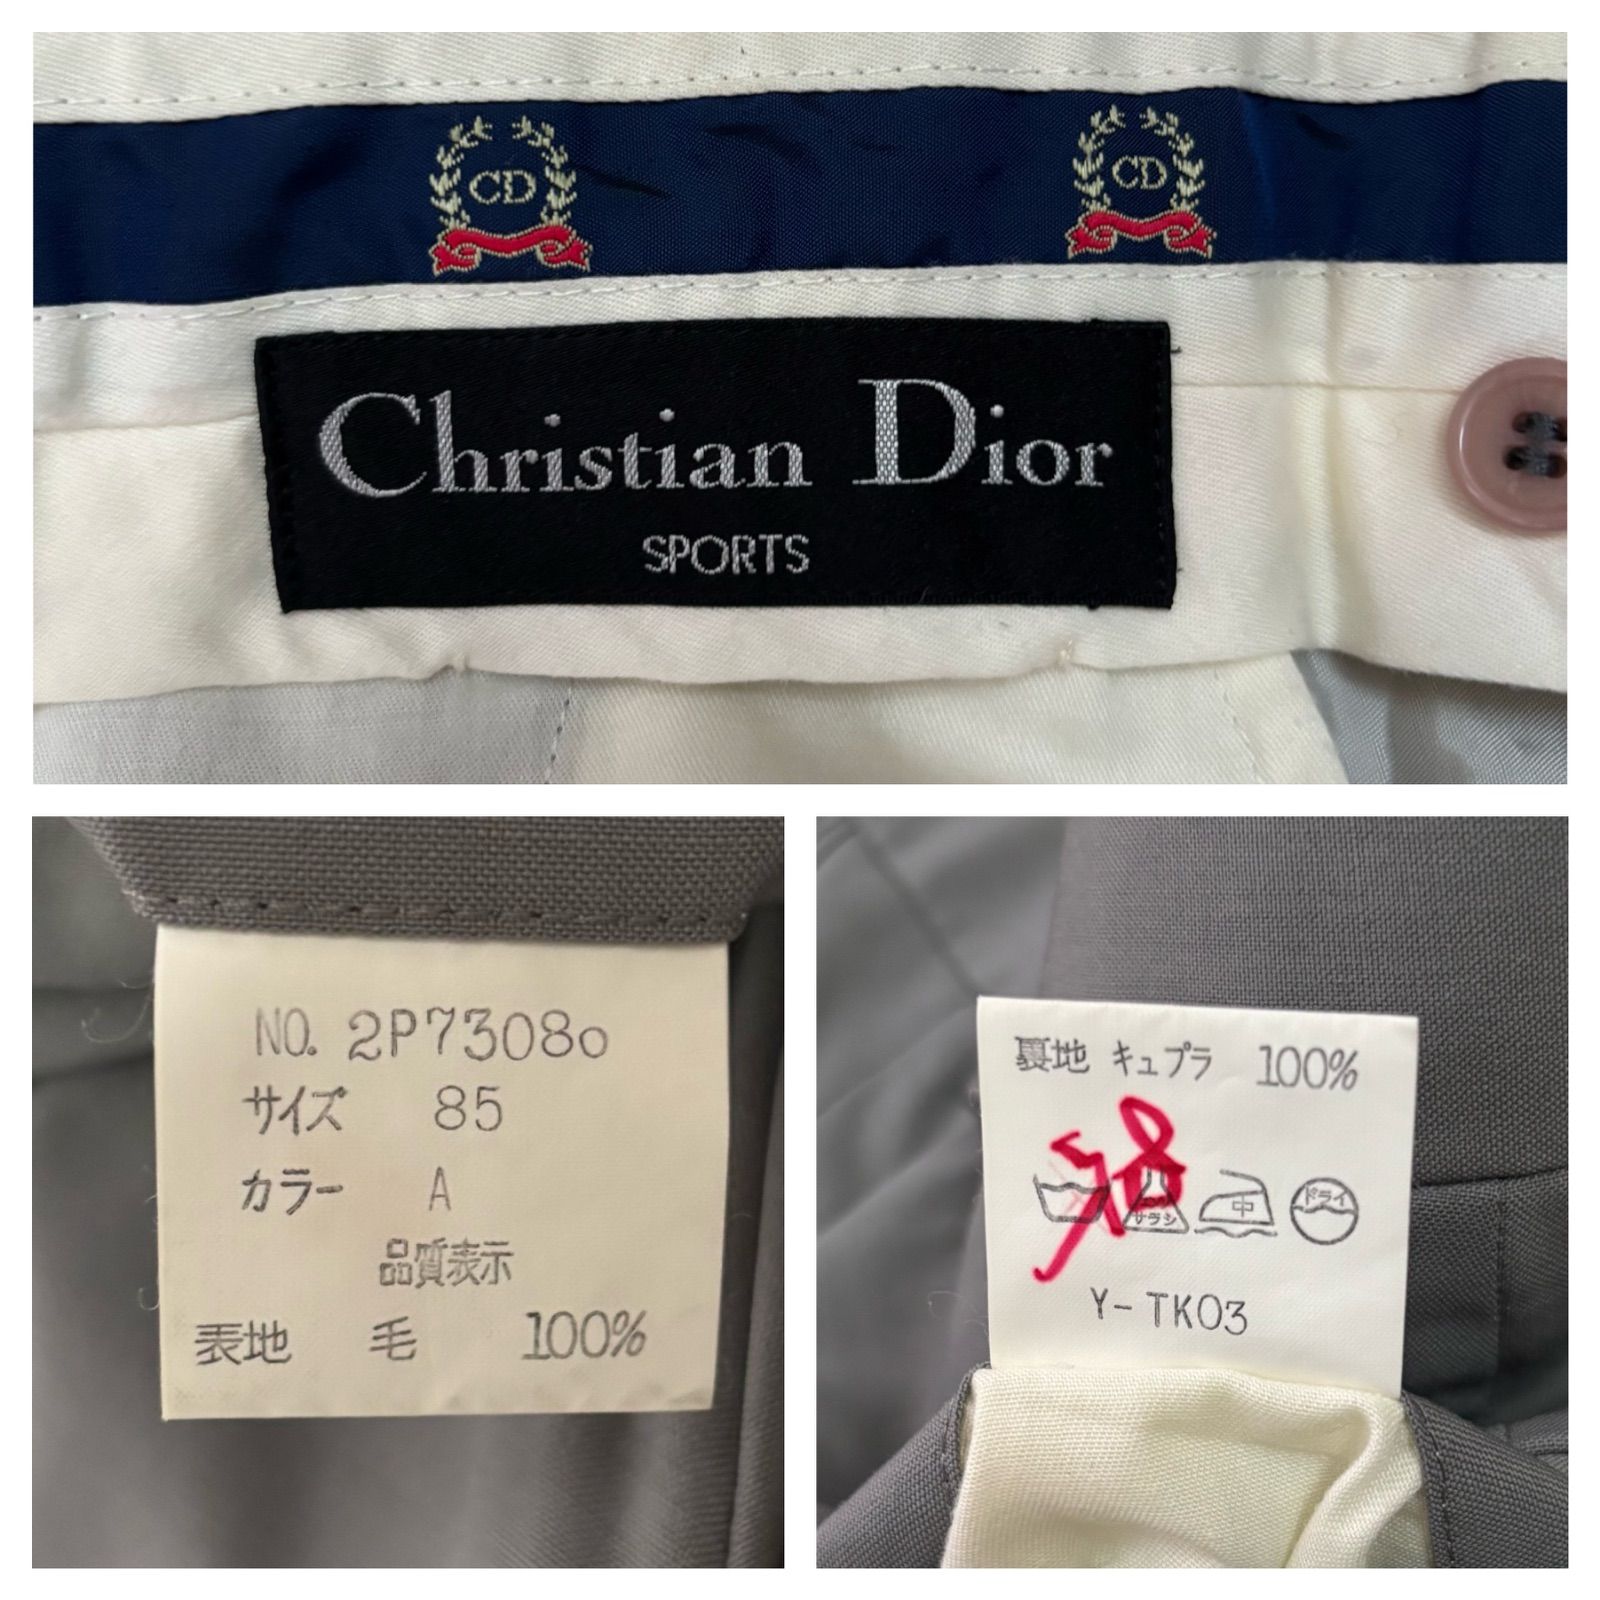 CD CD
Christian Dior
SPORTS
NO. 2P73080
サイズ 85
カラー A
品質表示
表地 毛 100%
裏地 キュプラ 100%
サラシ 中 ドライ
Y-TK03